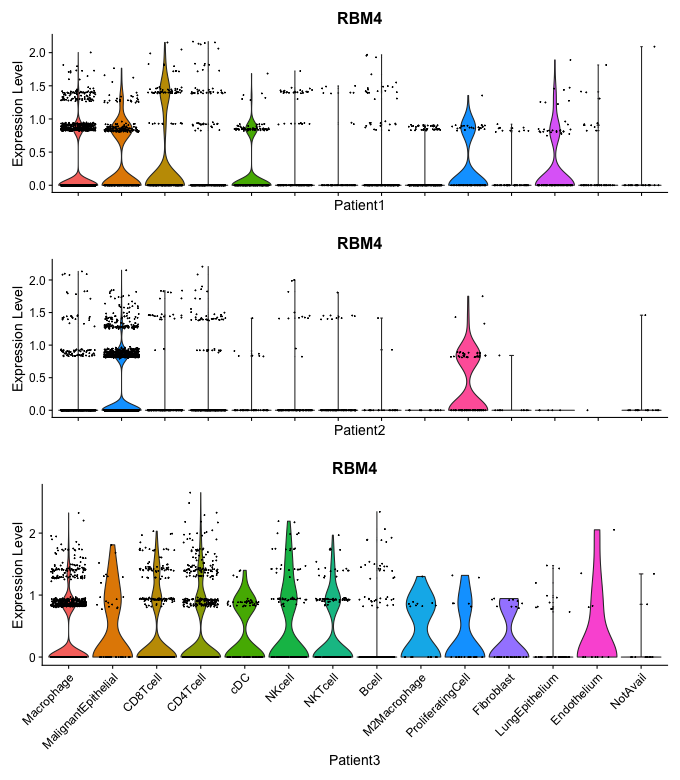 RBM4
Expression Level
2.0
1.5
1.0
0.5
0.0
Patient1
RBM4
Expression Level
2.0
1.5
1.0
0.5
0.0
Patient2
RBM4
Expression Level
2
1
0
Macrophage
MalignantEpithelial
CD8Tcell
CD4Tcell
cDC
NKcell
NKTcell
Bcell
M2Macrophage
ProliferatingCell
Fibroblast
LungEpithelium
Endothelium
NotAvail
Patient3